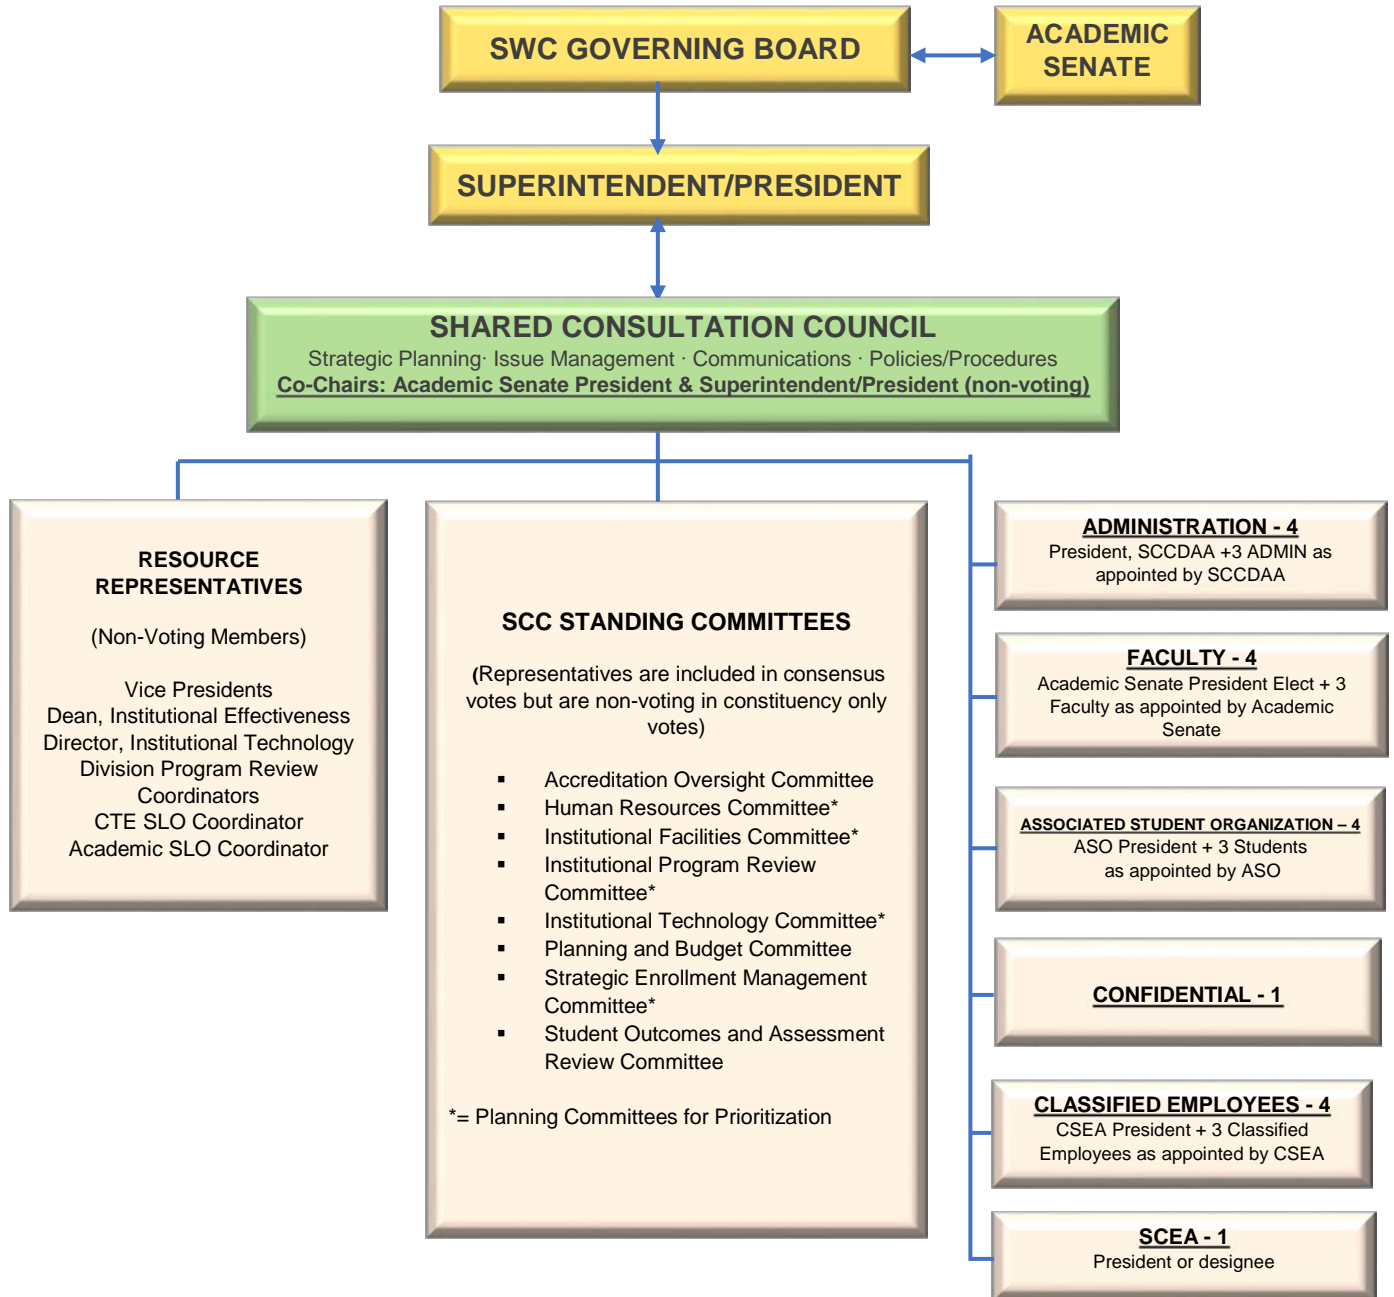 SWC GOVERNING BOARD
ACADEMIC
SENATE
SUPERINTENDENT/PRESIDENT
SHARED CONSULTATION COUNCIL
Strategic Planning· Issue Management · Communications · Policies/Procedures
Co-Chairs: Academic Senate President & Superintendent/President (non-voting)
RESOURCE
REPRESENTATIVES
(Non-Voting Members)
Vice Presidents
Dean, Institutional Effectiveness
Director, Institutional Technology
Division Program Review
Coordinators
CTE SLO Coordinator
Academic SLO Coordinator
SCC STANDING COMMITTEES
(Representatives are included in consensus
votes but are non-voting in constituency only
votes)
▪ Accreditation Oversight Committee
▪ Human Resources Committee*
▪ Institutional Facilities Committee*
▪ Institutional Program Review
Committee*
▪ Institutional Technology Committee*
▪ Planning and Budget Committee
▪ Strategic Enrollment Management
Committee*
▪ Student Outcomes and Assessment
Review Committee
*= Planning Committees for Prioritization
ADMINISTRATION - 4
President, SCCDAA +3 ADMIN as
appointed by SCCDAA
FACULTY - 4
Academic Senate President Elect + 3
Faculty as appointed by Academic
Senate
ASSOCIATED STUDENT ORGANIZATION – 4
ASO President + 3 Students
as appointed by ASO
CONFIDENTIAL - 1
CLASSIFIED EMPLOYEES - 4
CSEA President + 3 Classified
Employees as appointed by CSEA
SCEA - 1
President or designee